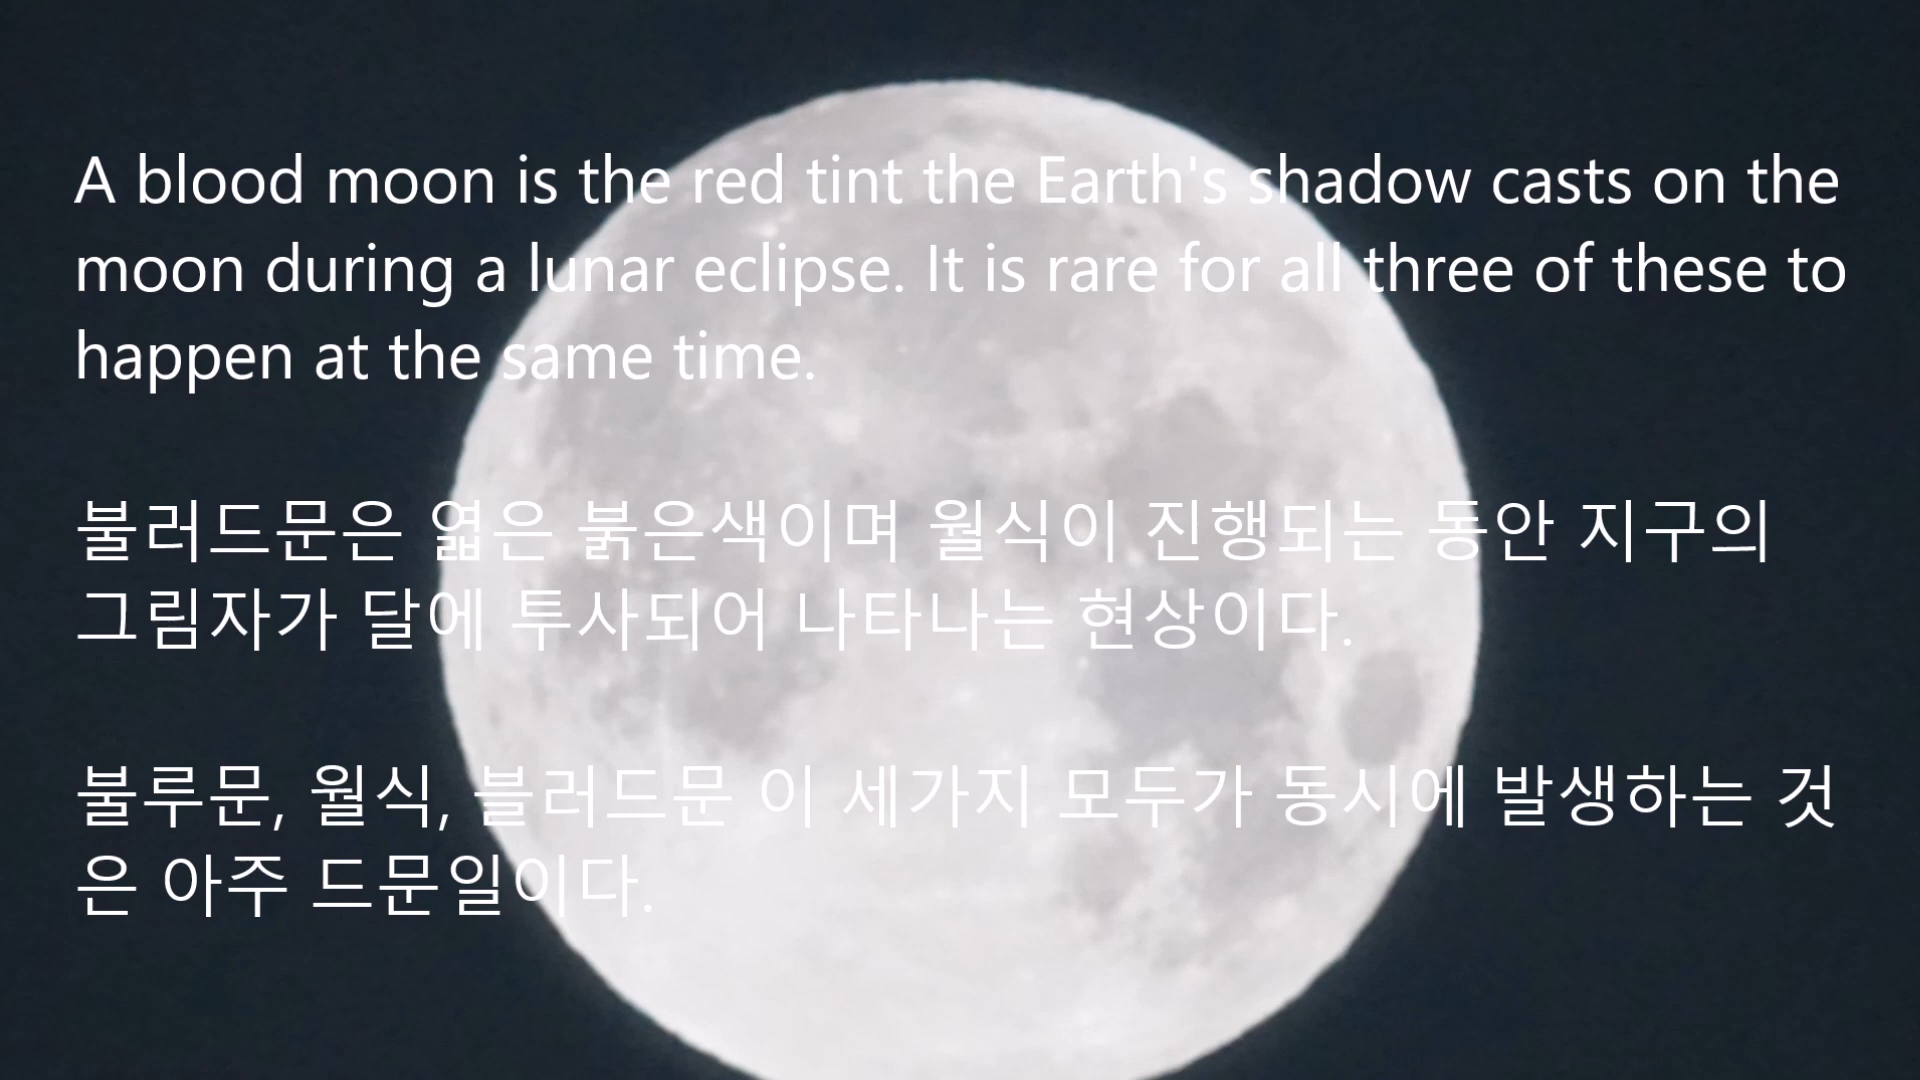 A blood moon is the red tint the Earth's shadow casts on the
moon during a lunar eclipse. It is rare for all three of these to
happen at the same time.
불러드문은 엷은 붉은색이며 월식이 진행되는 동안 지구의
그림자가 달에 투사되어 나타나는 현상이다.
불루문, 월식, 블러드문 이 세가지 모두가 동시에 발생하는 것
은 아주 드문일이다.